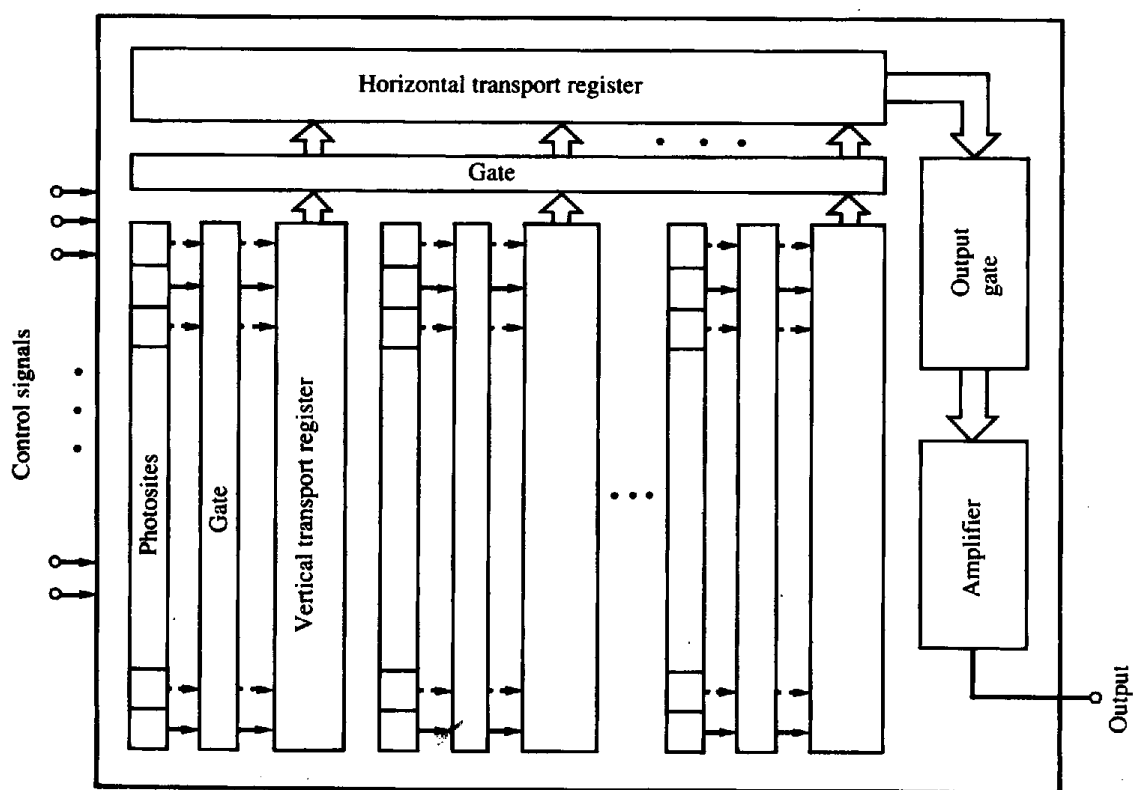 Horizontal transport register
Gate
Control signals
Photosites
Gate
Vertical transport register
Output
gate
Amplifier
Output